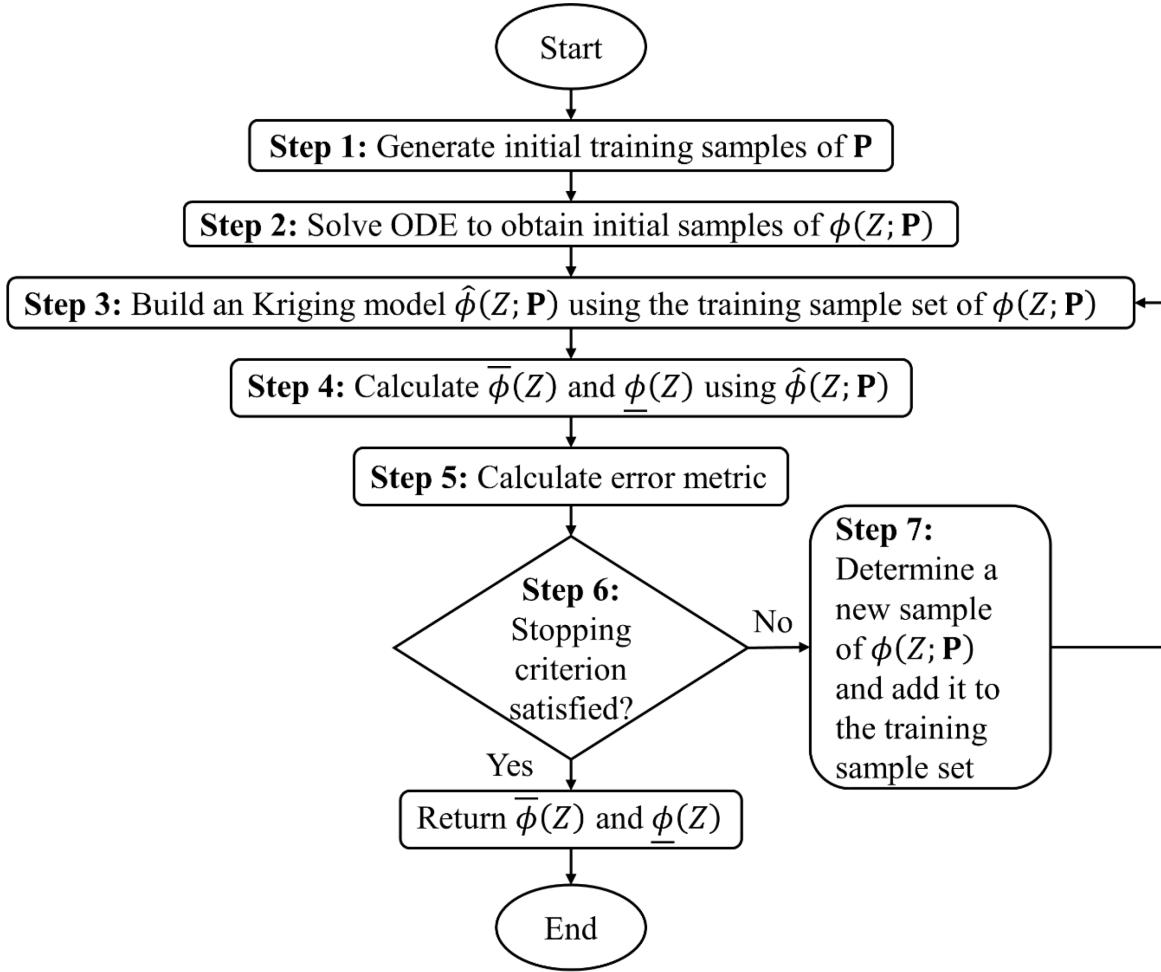 Start
Step 1: Generate initial training samples of P
Step 2: Solve ODE to obtain initial samples of ϕ(Z; P)
Step 3: Build an Kriging model ϕ̂(Z; P) using the training sample set of ϕ(Z; P)
Step 4: Calculate ϕ̅(Z) and ϕ̲(Z) using ϕ̂(Z; P)
Step 5: Calculate error metric
Step 6:
Stopping
criterion
satisfied?
No
Step 7:
Determine a
new sample
of ϕ(Z; P)
and add it to
the training
sample set
Yes
Return ϕ̅(Z) and ϕ̲(Z)
End